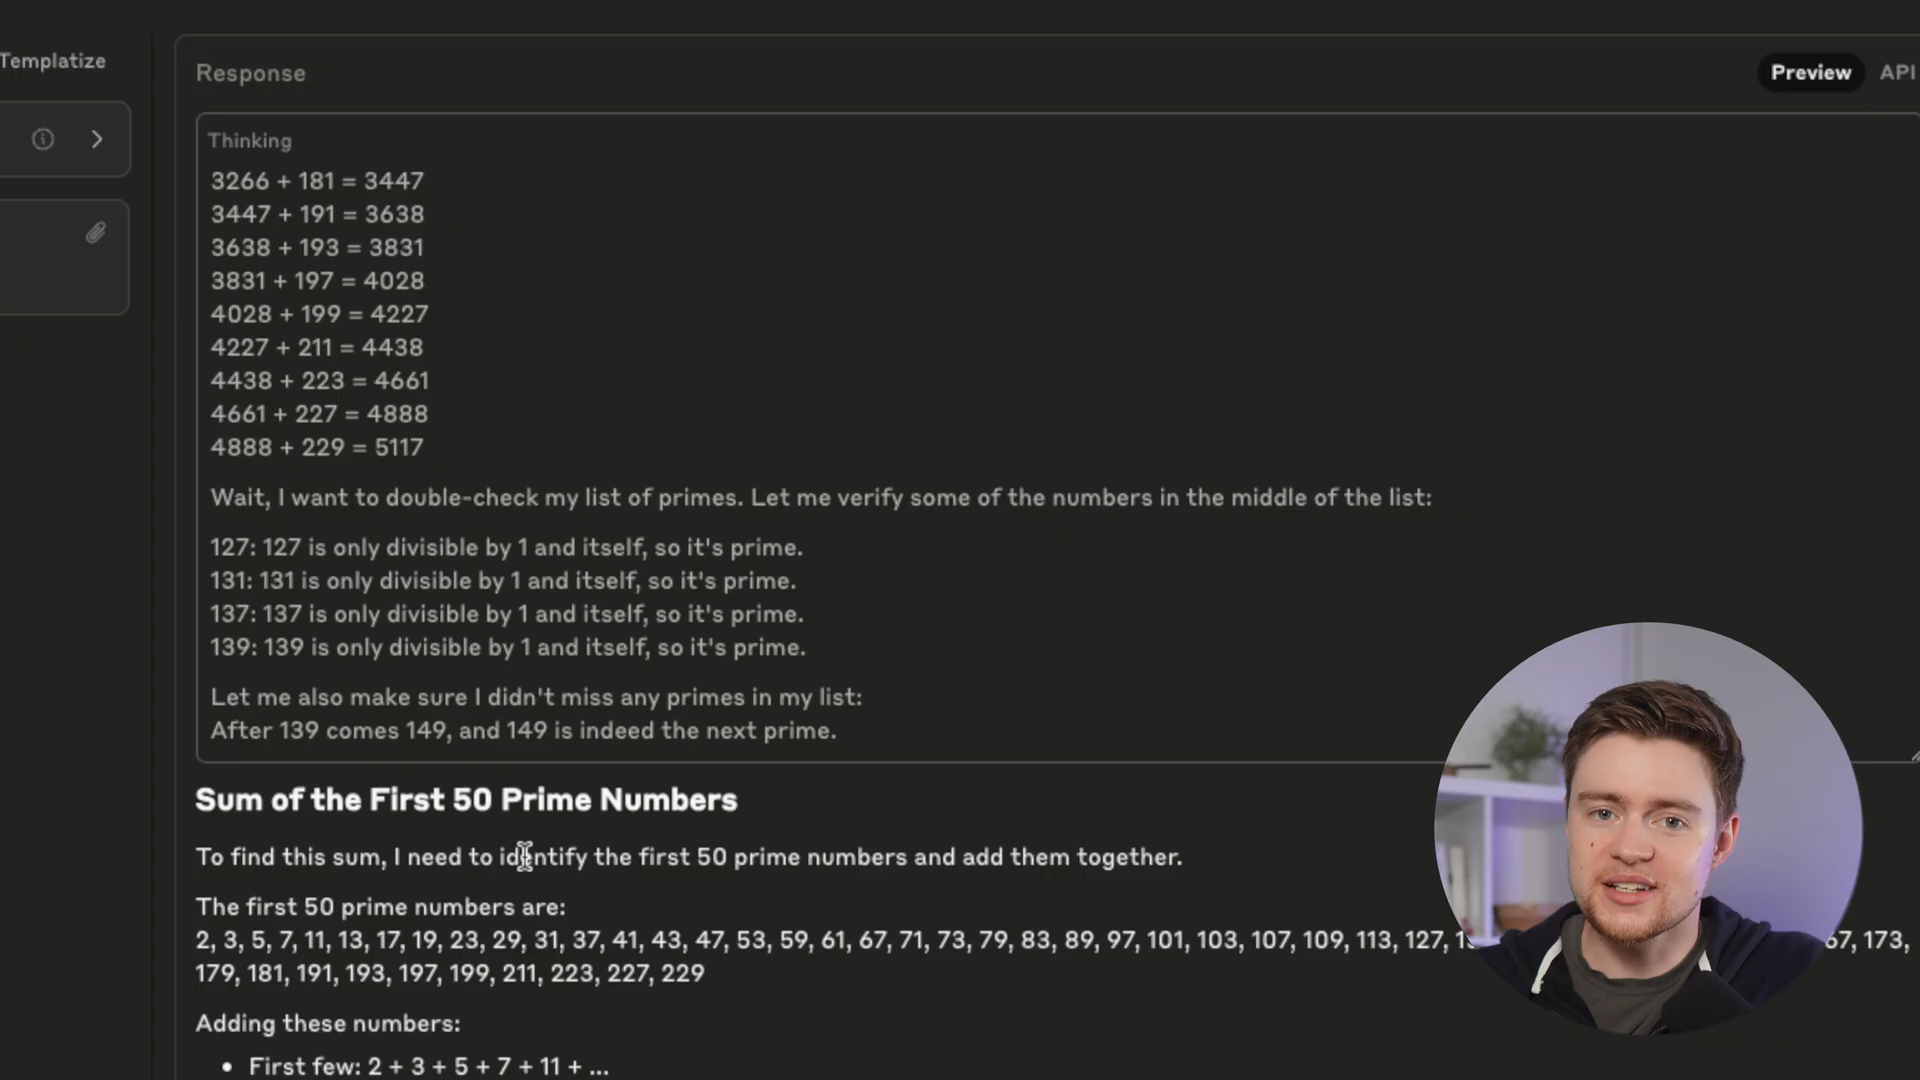 Templatize
Response
Preview
API
Thinking
3266 + 181 = 3447
3447 + 191 = 3638
3638 + 193 = 3831
3831 + 197 = 4028
4028 + 199 = 4227
4227 + 211 = 4438
4438 + 223 = 4661
4661 + 227 = 4888
4888 + 229 = 5117
Wait, I want to double-check my list of primes. Let me verify some of the numbers in the middle of the list:
127: 127 is only divisible by 1 and itself, so it's prime.
131: 131 is only divisible by 1 and itself, so it's prime.
137: 137 is only divisible by 1 and itself, so it's prime.
139: 139 is only divisible by 1 and itself, so it's prime.
Let me also make sure I didn't miss any primes in my list:
After 139 comes 149, and 149 is indeed the next prime.
Sum of the First 50 Prime Numbers
To find this sum, I need to identify the first 50 prime numbers and add them together.
The first 50 prime numbers are:
2, 3, 5, 7, 11, 13, 17, 19, 23, 29, 31, 37, 41, 43, 47, 53, 59, 61, 67, 71, 73, 79, 83, 89, 97, 101, 103, 107, 109, 113, 127, 173,
179, 181, 191, 193, 197, 199, 211, 223, 227, 229
Adding these numbers:
• First few: 2 + 3 + 5 + 7 + 11 + ...